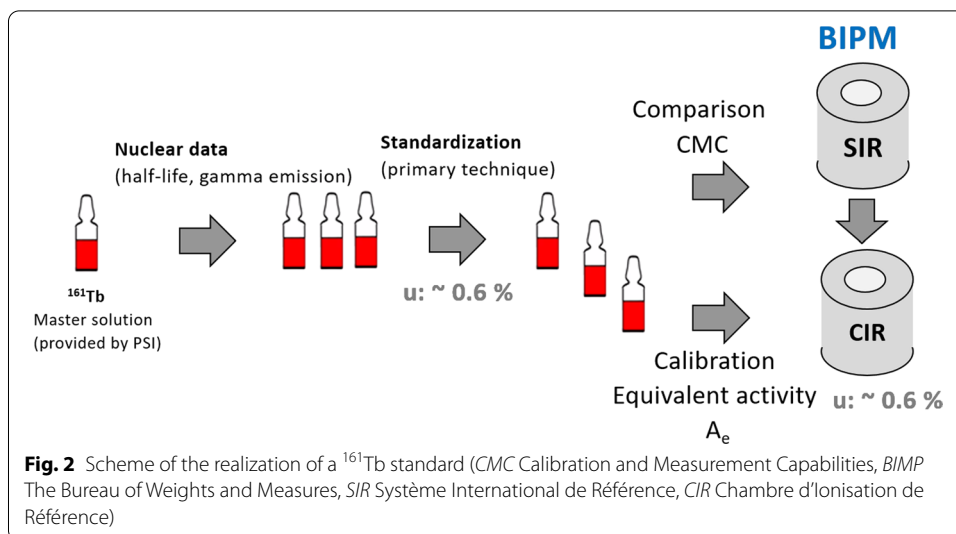 BIPM
Comparison
CMC
SIR
Nuclear data
(half-life, gamma emission)
Standardization
(primary technique)
¹⁶¹Tb
Master solution
(provided by PSI)
u: ~ 0.6 %
CIR
Calibration
Equivalent activity
Aₑ
u: ~ 0.6 %
Fig. 2 Scheme of the realization of a ¹⁶¹Tb standard (CMC Calibration and Measurement Capabilities, BIMP
The Bureau of Weights and Measures, SIR Système International de Référence, CIR Chambre d'Ionisation de
Référence)